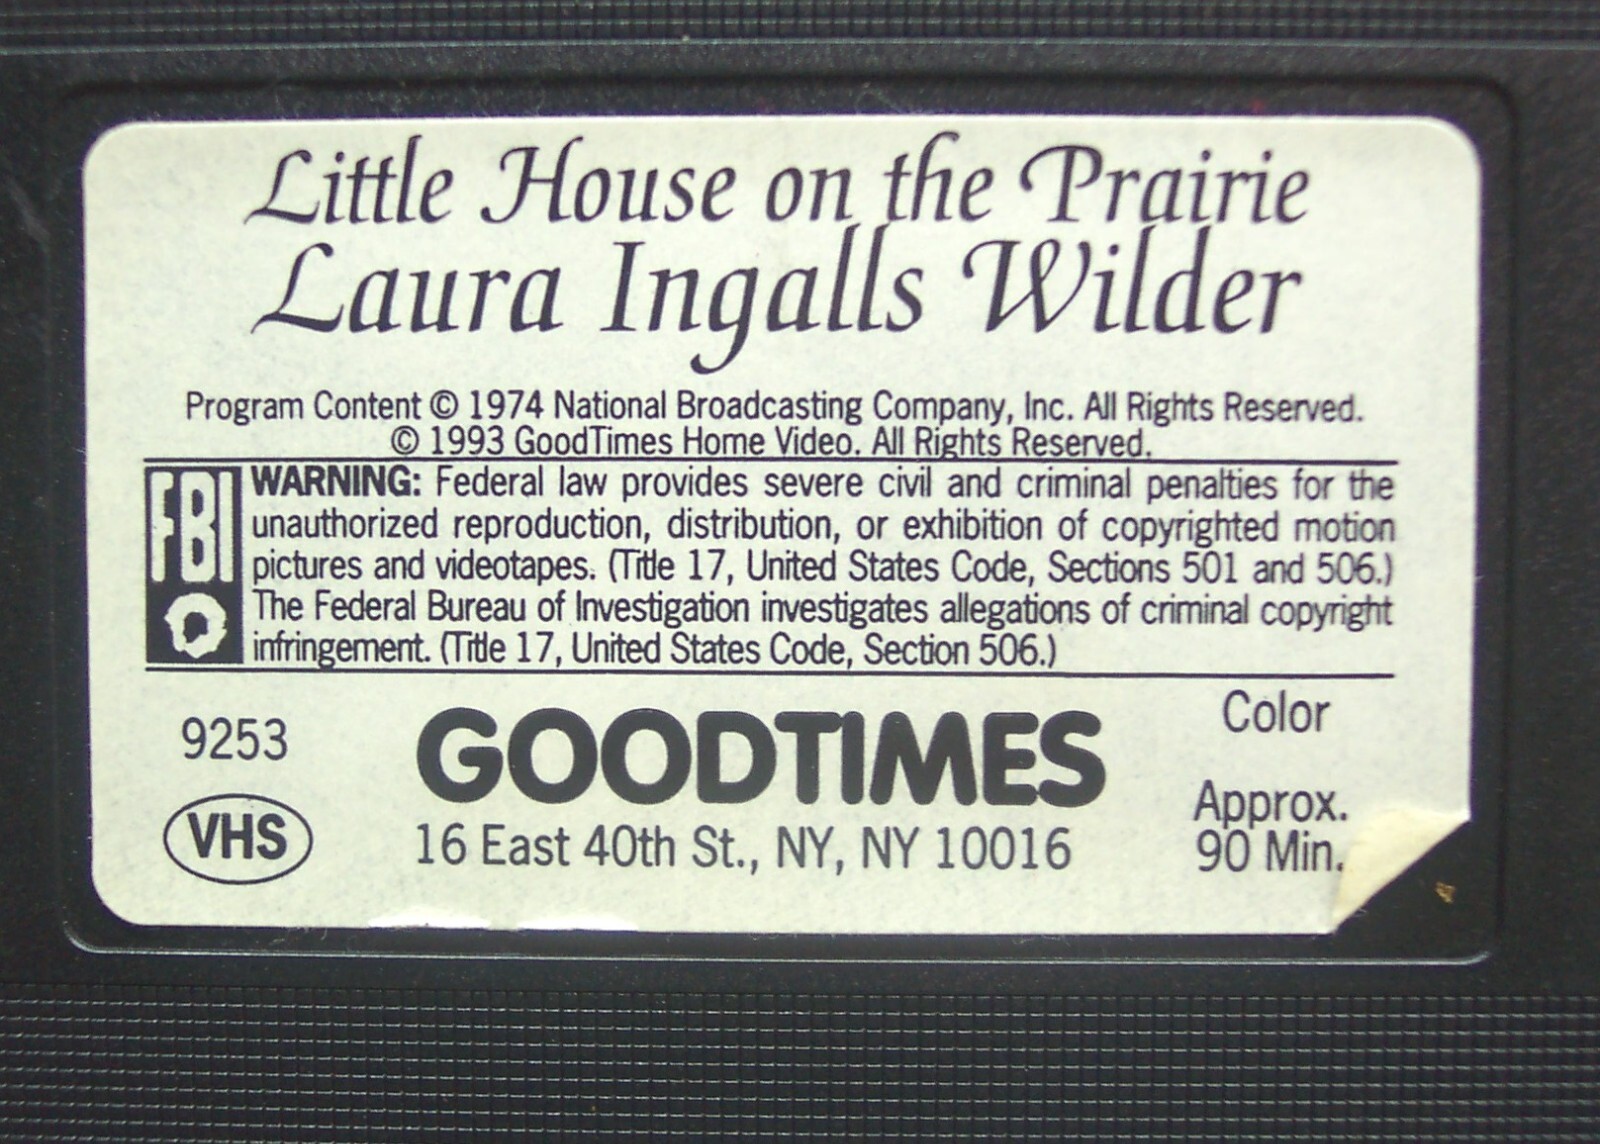 Little House on the Prairie
Laura Ingalls Wilder
Program Content © 1974 National Broadcasting Company, Inc. All Rights Reserved.
© 1993 GoodTimes Home Video. All Rights Reserved.
FBI
WARNING: Federal law provides severe civil and criminal penalties for the
unauthorized reproduction, distribution, or exhibition of copyrighted motion
pictures and videotapes. (Title 17, United States Code, Sections 501 and 506.)
The Federal Bureau of Investigation investigates allegations of criminal copyright
infringement. (Title 17, United States Code, Section 506.)
9253
VHS
GOODTIMES
16 East 40th St., NY, NY 10016
Color
Approx.
90 Min.